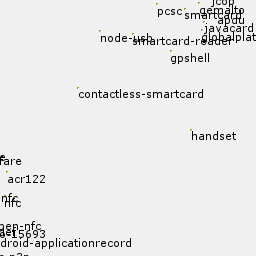 jcop
pcsc
smartcard
gemalto
apdu
javacard
node-usb
smartcard-reader
globalplat
gpshell
contactless-smartcard
handset
fare
acr122
nfc
nfc
pen-nfc
15693
droid-applicationrecord